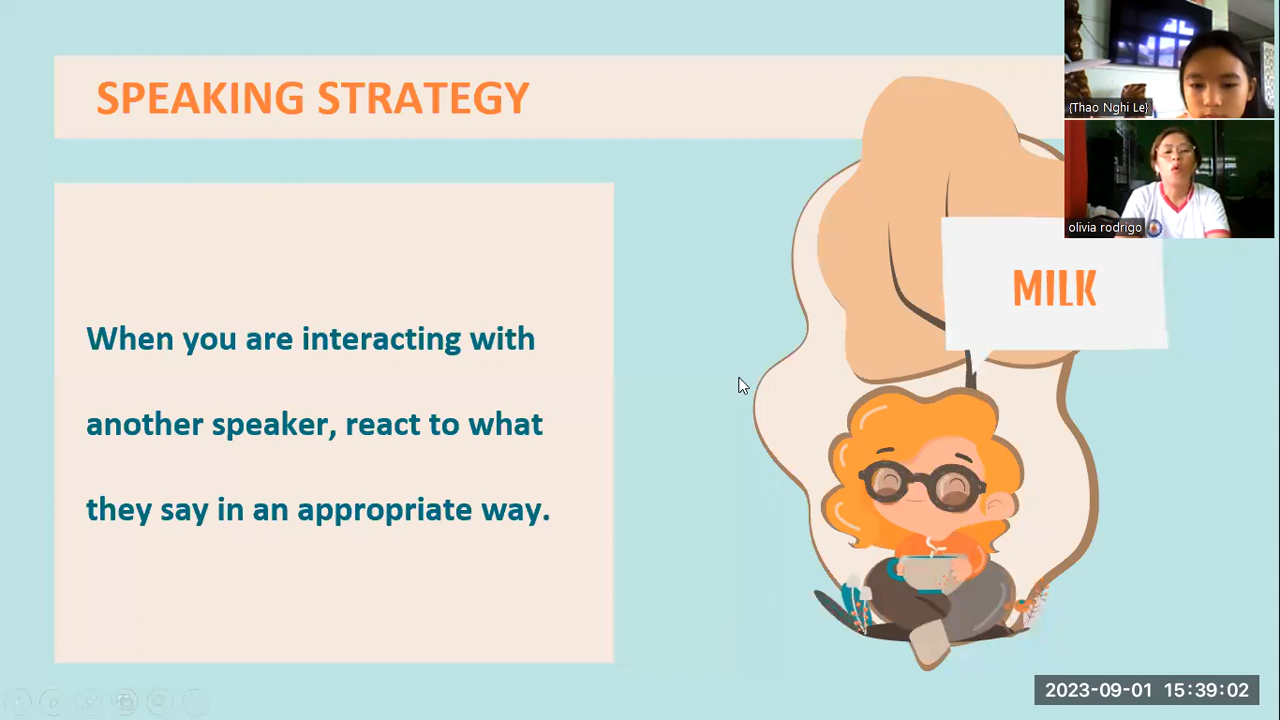 SPEAKING STRATEGY
{Thao Nghi Le}
olivia rodrigo
MILK
When you are interacting with
another speaker, react to what
they say in an appropriate way.
2023-09-01 15:39:02